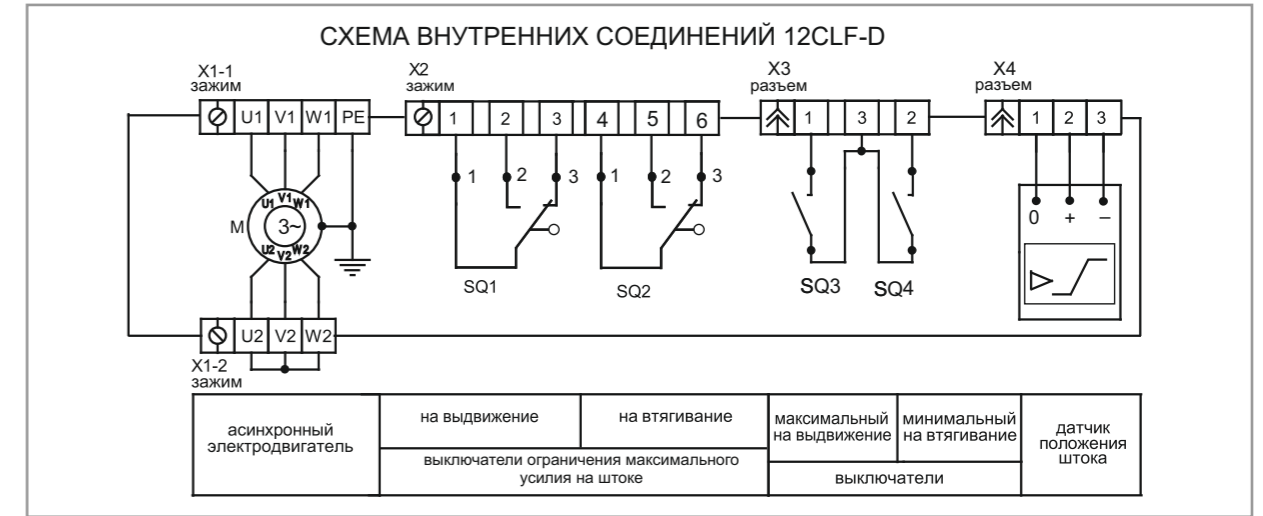 СХЕМА ВНУТРЕННИХ СОЕДИНЕНИЙ 12CLF-D
X1-1
зажим
X2
зажим
X3
разъем
X4
разъем
U1 V1 W1 PE
1 2 3 4 5 6
1 3 2
1 2 3
1 2 3 1 2 3
U1 V1 W1
M 3~
U2 V2 W2
0 + –
SQ1
SQ2
SQ3
SQ4
U2 V2 W2
X1-2
зажим
асинхронный
электродвигатель
на выдвижение
на втягивание
выключатели ограничения максимального
усилия на штоке
максимальный
на выдвижение
минимальный
на втягивание
выключатели
датчик
положения
штока